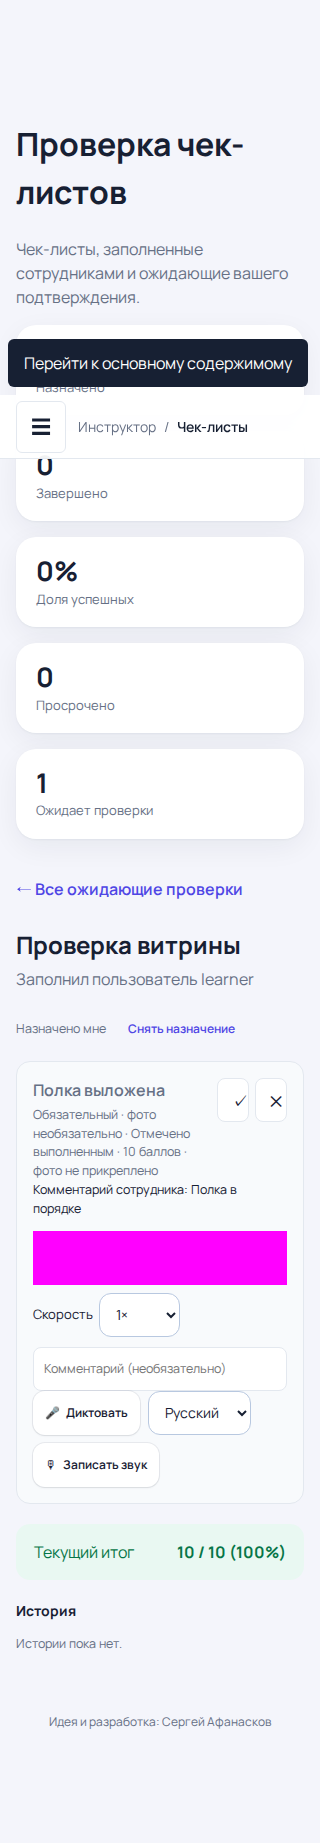 Проверка чек-
листов
Чек-листы, заполненные
сотрудниками и ожидающие вашего
подтверждения.
Перейти к основному содержимому
Назначено
Инструктор / Чек-листы
0
Завершено
0%
Доля успешных
0
Просрочено
1
Ожидает проверки
← Все ожидающие проверки
Проверка витрины
Заполнил пользователь learner
Назначено мне Снять назначение
Полка выложена ✓ ×
Обязательный · фото
необязательно · Отмечено
выполненным · 10 баллов ·
фото не прикреплено
Комментарий сотрудника: Полка в
порядке
Скорость 1×
Комментарий (необязательно)
🎤 Диктовать Русский
🎙 Записать звук
Текущий итог 10 / 10 (100%)
История
Истории пока нет.
Идея и разработка: Сергей Афанасков